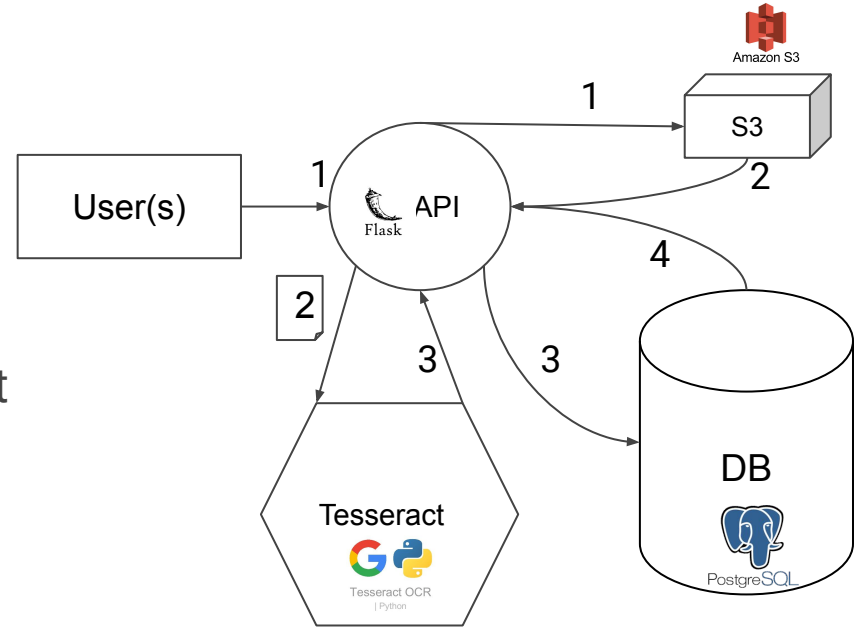 Amazon S3
1
S3
1
2
User(s)
Flask
API
4
2
3
3
t
DB
Tesseract
Tesseract OCR
| Python
PostgreSQL